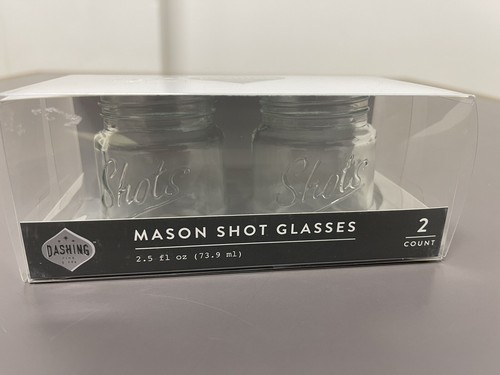 Shots
Shots
MASON SHOT GLASSES
2
COUNT
2.5 fl oz (73.9 ml)
DASHING